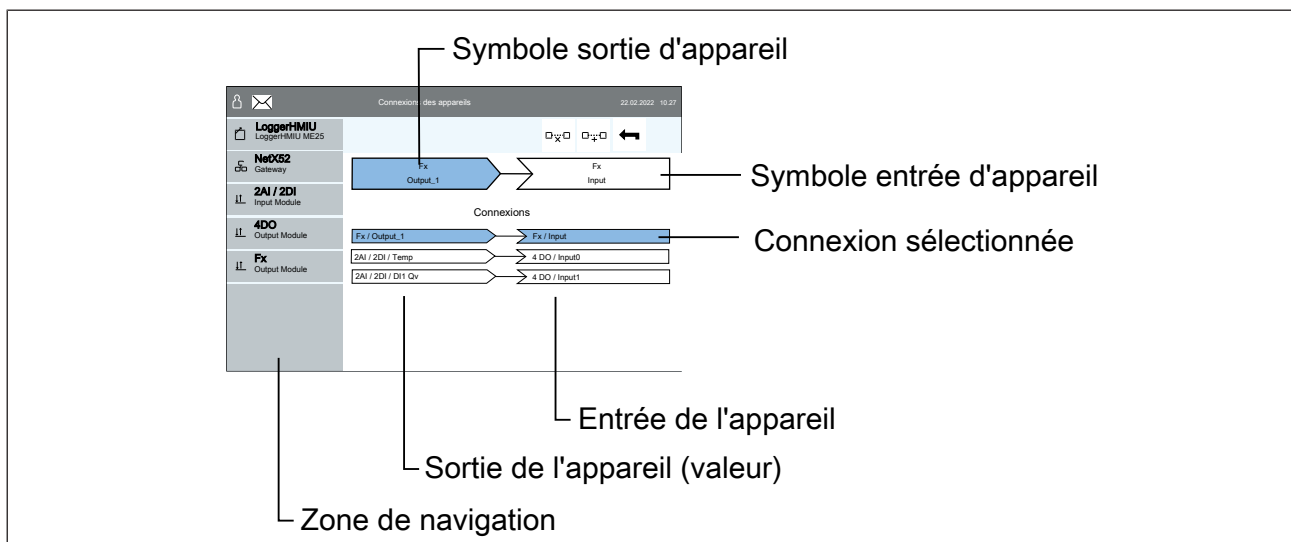 Symbole sortie d'appareil
Connexions des appareils
22.02.2022 10.27
LoggerHMIU
LoggerHMIU ME25
NetX52
Gateway
2AI / 2DI
Input Module
4DO
Output Module
Fx
Output Module
Fx
Output_1
Fx
Input
Symbole entrée d'appareil
Connexions
Fx / Output_1
Fx / Input
Connexion sélectionnée
2AI / 2DI / Temp
4 DO / Input0
2AI / 2DI / DI1 Qv
4 DO / Input1
Entrée de l'appareil
Sortie de l'appareil (valeur)
Zone de navigation